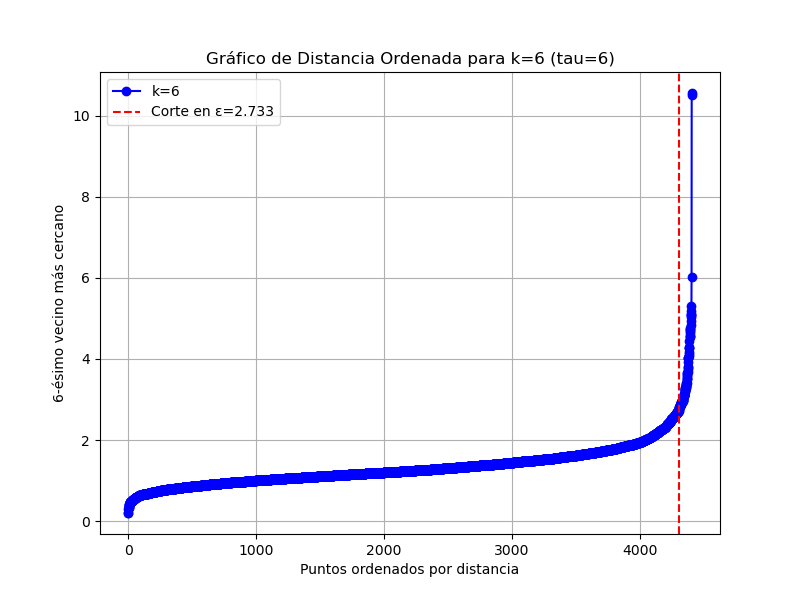 Gráfico de Distancia Ordenada para k=6 (tau=6)
k=6
Corte en ε=2.733
10
8
6
4
2
0
6-ésimo vecino más cercano
0 1000 2000 3000 4000
Puntos ordenados por distancia